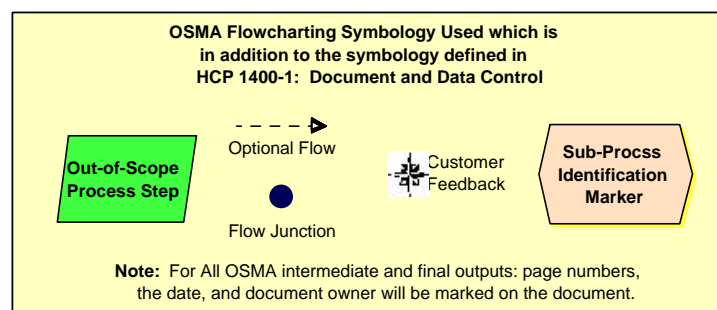 OSMA Flowcharting Symbology Used which is
in addition to the symbology defined in
HCP 1400-1: Document and Data Control
Out-of-Scope
Process Step
Optional Flow
Flow Junction
Customer
Feedback
Sub-Procss
Identification
Marker
Note: For All OSMA intermediate and final outputs: page numbers,
the date, and document owner will be marked on the document.